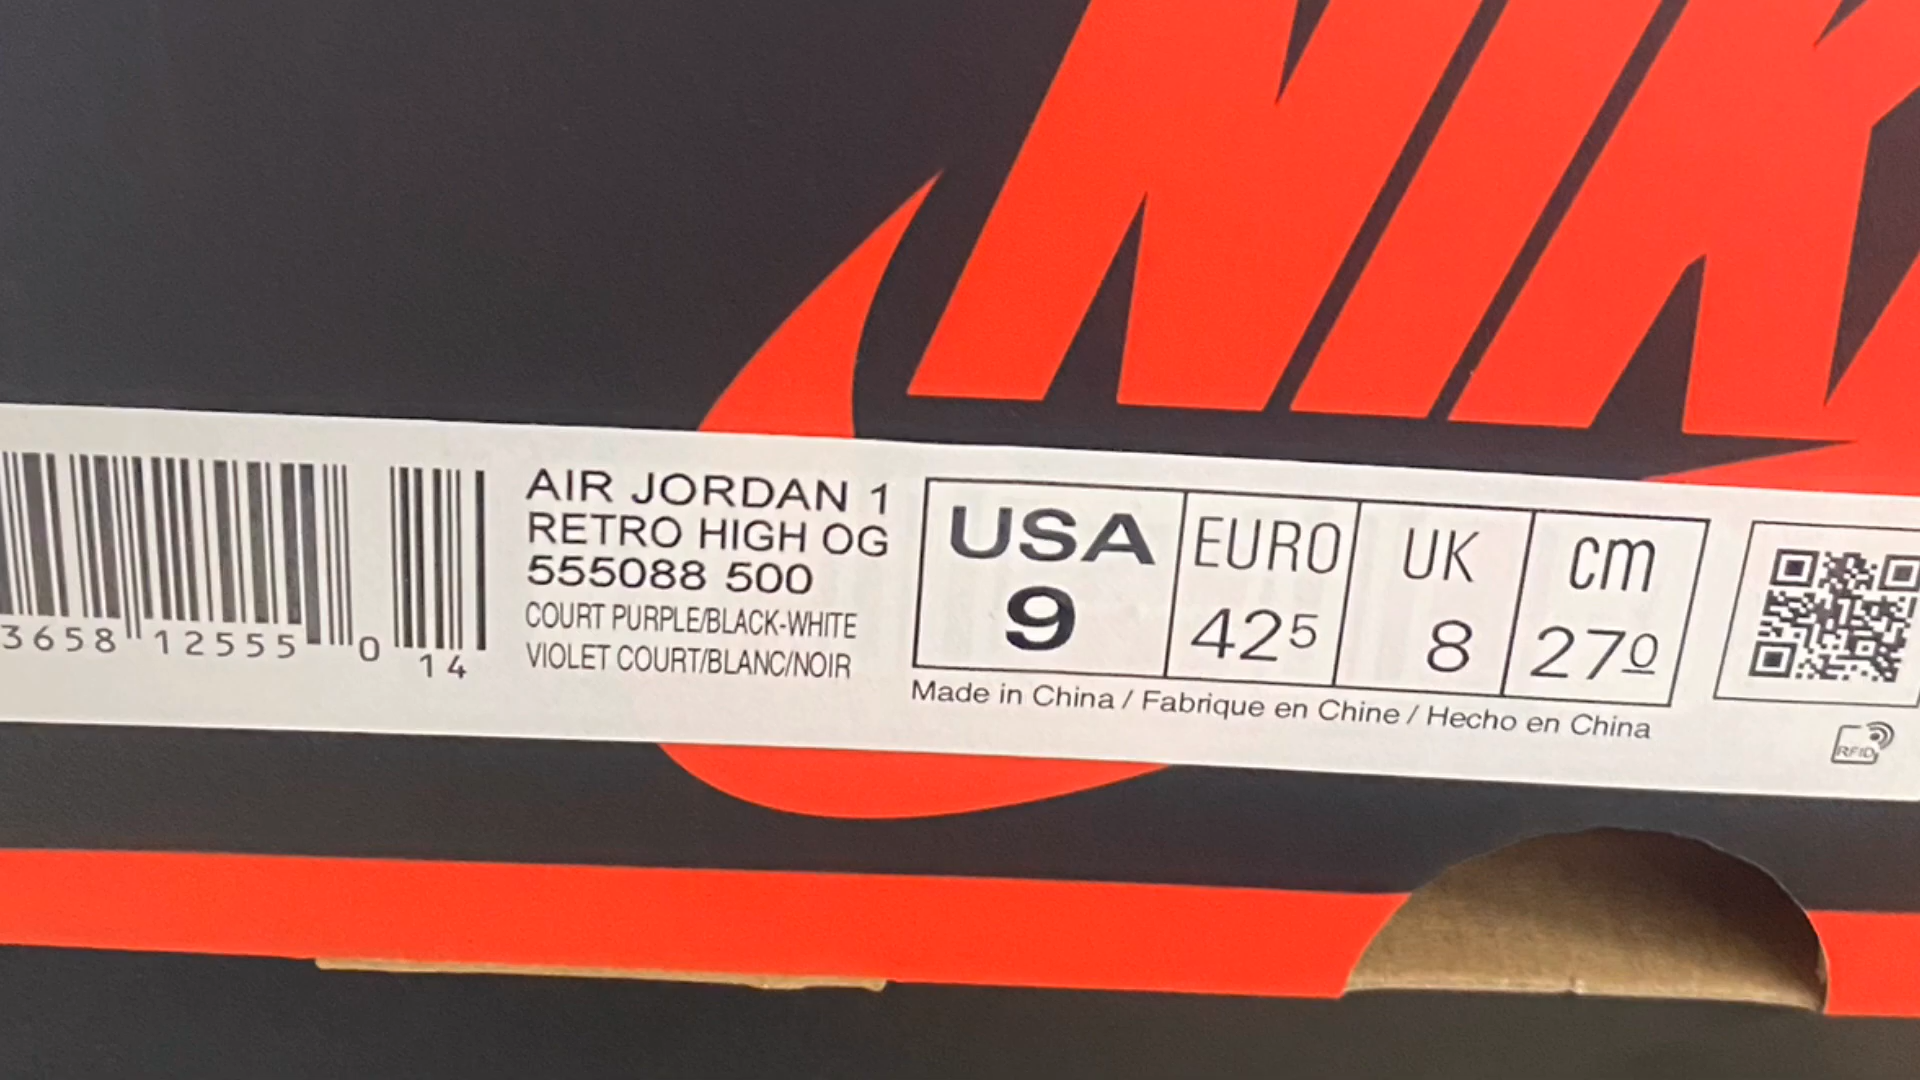 NIK
AIR JORDAN 1
RETRO HIGH OG
555088 500
COURT PURPLE/BLACK-WHITE
VIOLET COURT/BLANC/NOIR
3658 12555 0 14
USA EURO UK cm
9 425 8 270
Made in China / Fabrique en Chine / Hecho en China
RFID